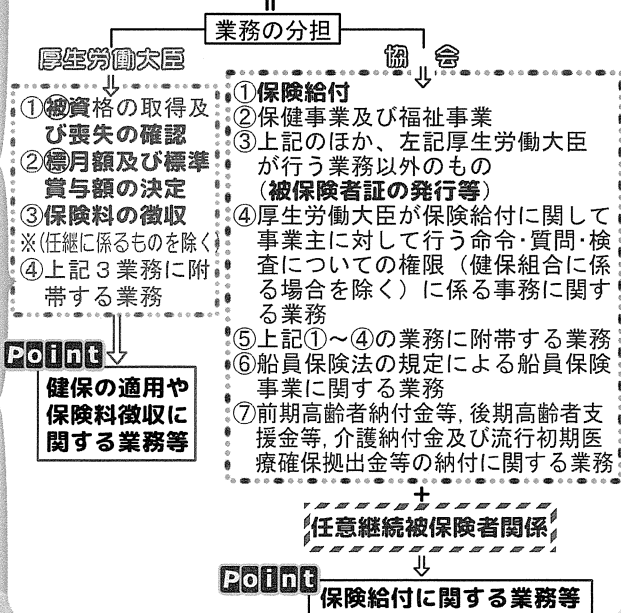 業務の分担
厚生労働大臣
①被資格の取得及
び喪失の確認
②標月額及び標準
賞与額の決定
③保険料の徴収
※(任継に係るものを除く)
④上記3業務に附
帯する業務
Point
健保の適用や
保険料徴収に
関する業務等
協会
①保険給付
②保健事業及び福祉事業
③上記のほか、左記厚生労働大臣
が行う業務以外のもの
(被保険者証の発行等)
④厚生労働大臣が保険給付に関して
事業主に対して行う命令・質問・検
査についての権限(健保組合に係
る場合を除く)に係る事務に関す
る業務
⑤上記①~④の業務に附帯する業務
⑥船員保険法の規定による船員保険
事業に関する業務
⑦前期高齢者納付金等,後期高齢者支
援金等,介護納付金及び流行初期医
療確保拠出金等の納付に関する業務
+
任意継続被保険者関係
Point
保険給付に関する業務等